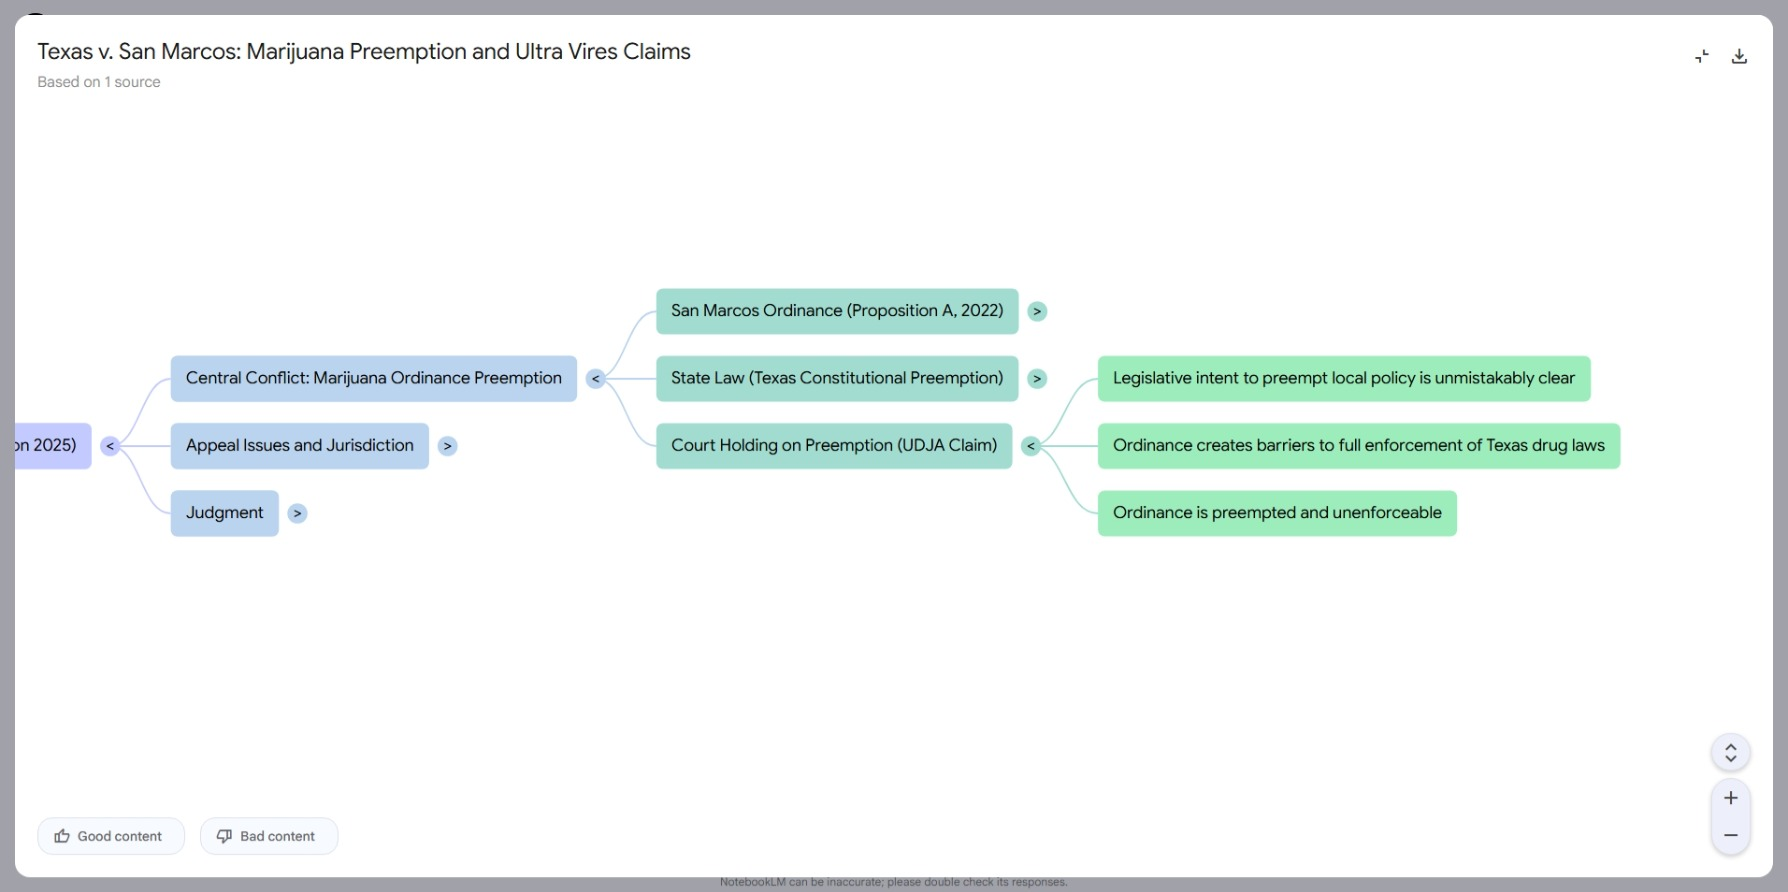 Texas v. San Marcos: Marijuana Preemption and Ultra Vires Claims
Based on 1 source
San Marcos Ordinance (Proposition A, 2022)
>
Central Conflict: Marijuana Ordinance Preemption
<
State Law (Texas Constitutional Preemption)
>
Legislative intent to preempt local policy is unmistakably clear
on 2025)
<
Appeal Issues and Jurisdiction
>
Court Holding on Preemption (UDJA Claim)
<
Ordinance creates barriers to full enforcement of Texas drug laws
Judgment
>
Ordinance is preempted and unenforceable
Good content
Bad content
NotebookLM can be inaccurate; please double check its responses.